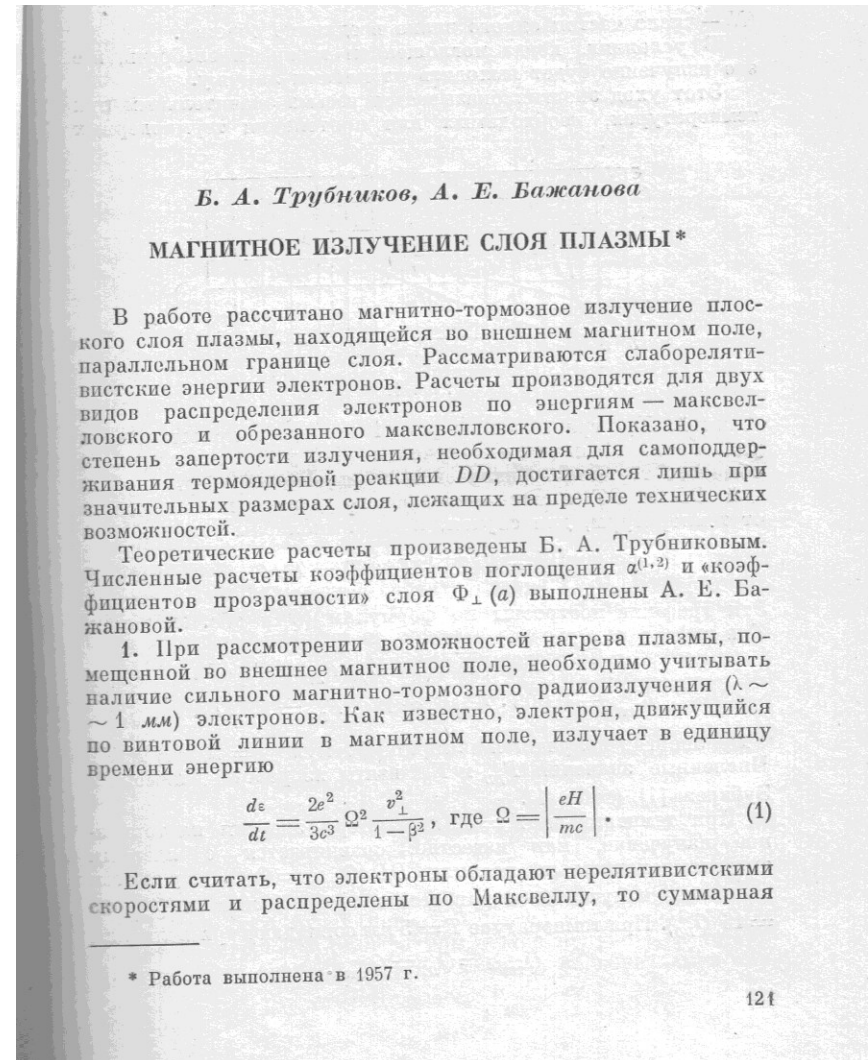 Б. А. Трубников, А. Е. Бажанова
МАГНИТНОЕ ИЗЛУЧЕНИЕ СЛОЯ ПЛАЗМЫ*
В работе рассчитано магнитно-тормозное излучение плос-
кого слоя плазмы, находящейся во внешнем магнитном поле,
параллельном границе слоя. Рассматриваются слаборелятии-
вистские энергии электронов. Расчеты производятся для двух
видов распределения электронов по энергиям — максвел-
ловского и обрезанного максвелловского. Показано, что
степень запертости излучения, необходимая для самоподдер-
живания термоядерной реакции DD, достигается лишь при
значительных размерах слоя, лежащих на пределе технических
возможностей.
Теоретические расчеты произведены Б. А. Трубниковым.
Численные расчеты коэффициентов поглощения α⁽¹,²⁾ и «коэф-
фициентов прозрачности» слоя Φ⊥ (a) выполнены А. Е. Ба-
жановой.
1. При рассмотрении возможностей нагрева плазмы, по-
мещенной во внешнее магнитное поле, необходимо учитывать
наличие сильного магнитно-тормозного радиоизлучения (λ ~
~ 1 мм) электронов. Как известно, электрон, движущийся
по винтовой линии в магнитном поле, излучает в единицу
времени энергию
dε/dt = 2e²/3c³ Ω² v²⊥/1 − β², где Ω = |eH/mc|. (1)
Если считать, что электроны обладают нерелятивистскими
скоростями и распределены по Максвеллу, то суммарная
* Работа выполнена в 1957 г.
121